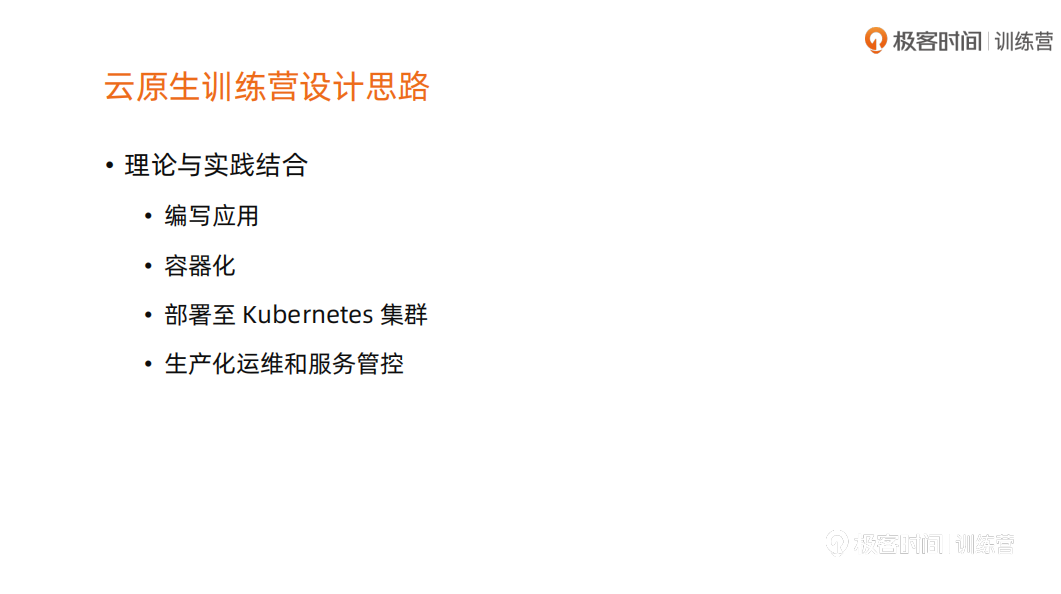 极客时间 | 训练营
云原生训练营设计思路
• 理论与实践结合
• 编写应用
• 容器化
• 部署至 Kubernetes 集群
• 生产化运维和服务管控
极客时间 | 训练营